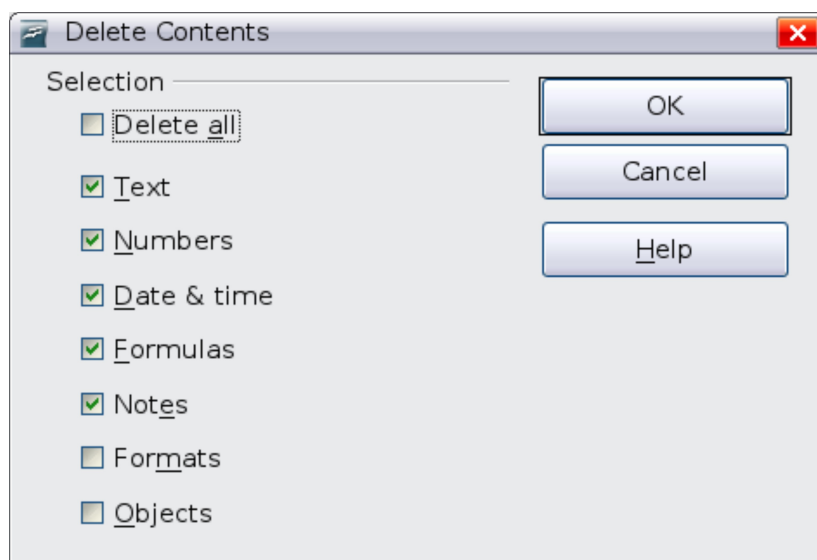 Delete Contents
Selection
Delete all
Text
Numbers
Date & time
Formulas
Notes
Formats
Objects
OK
Cancel
Help